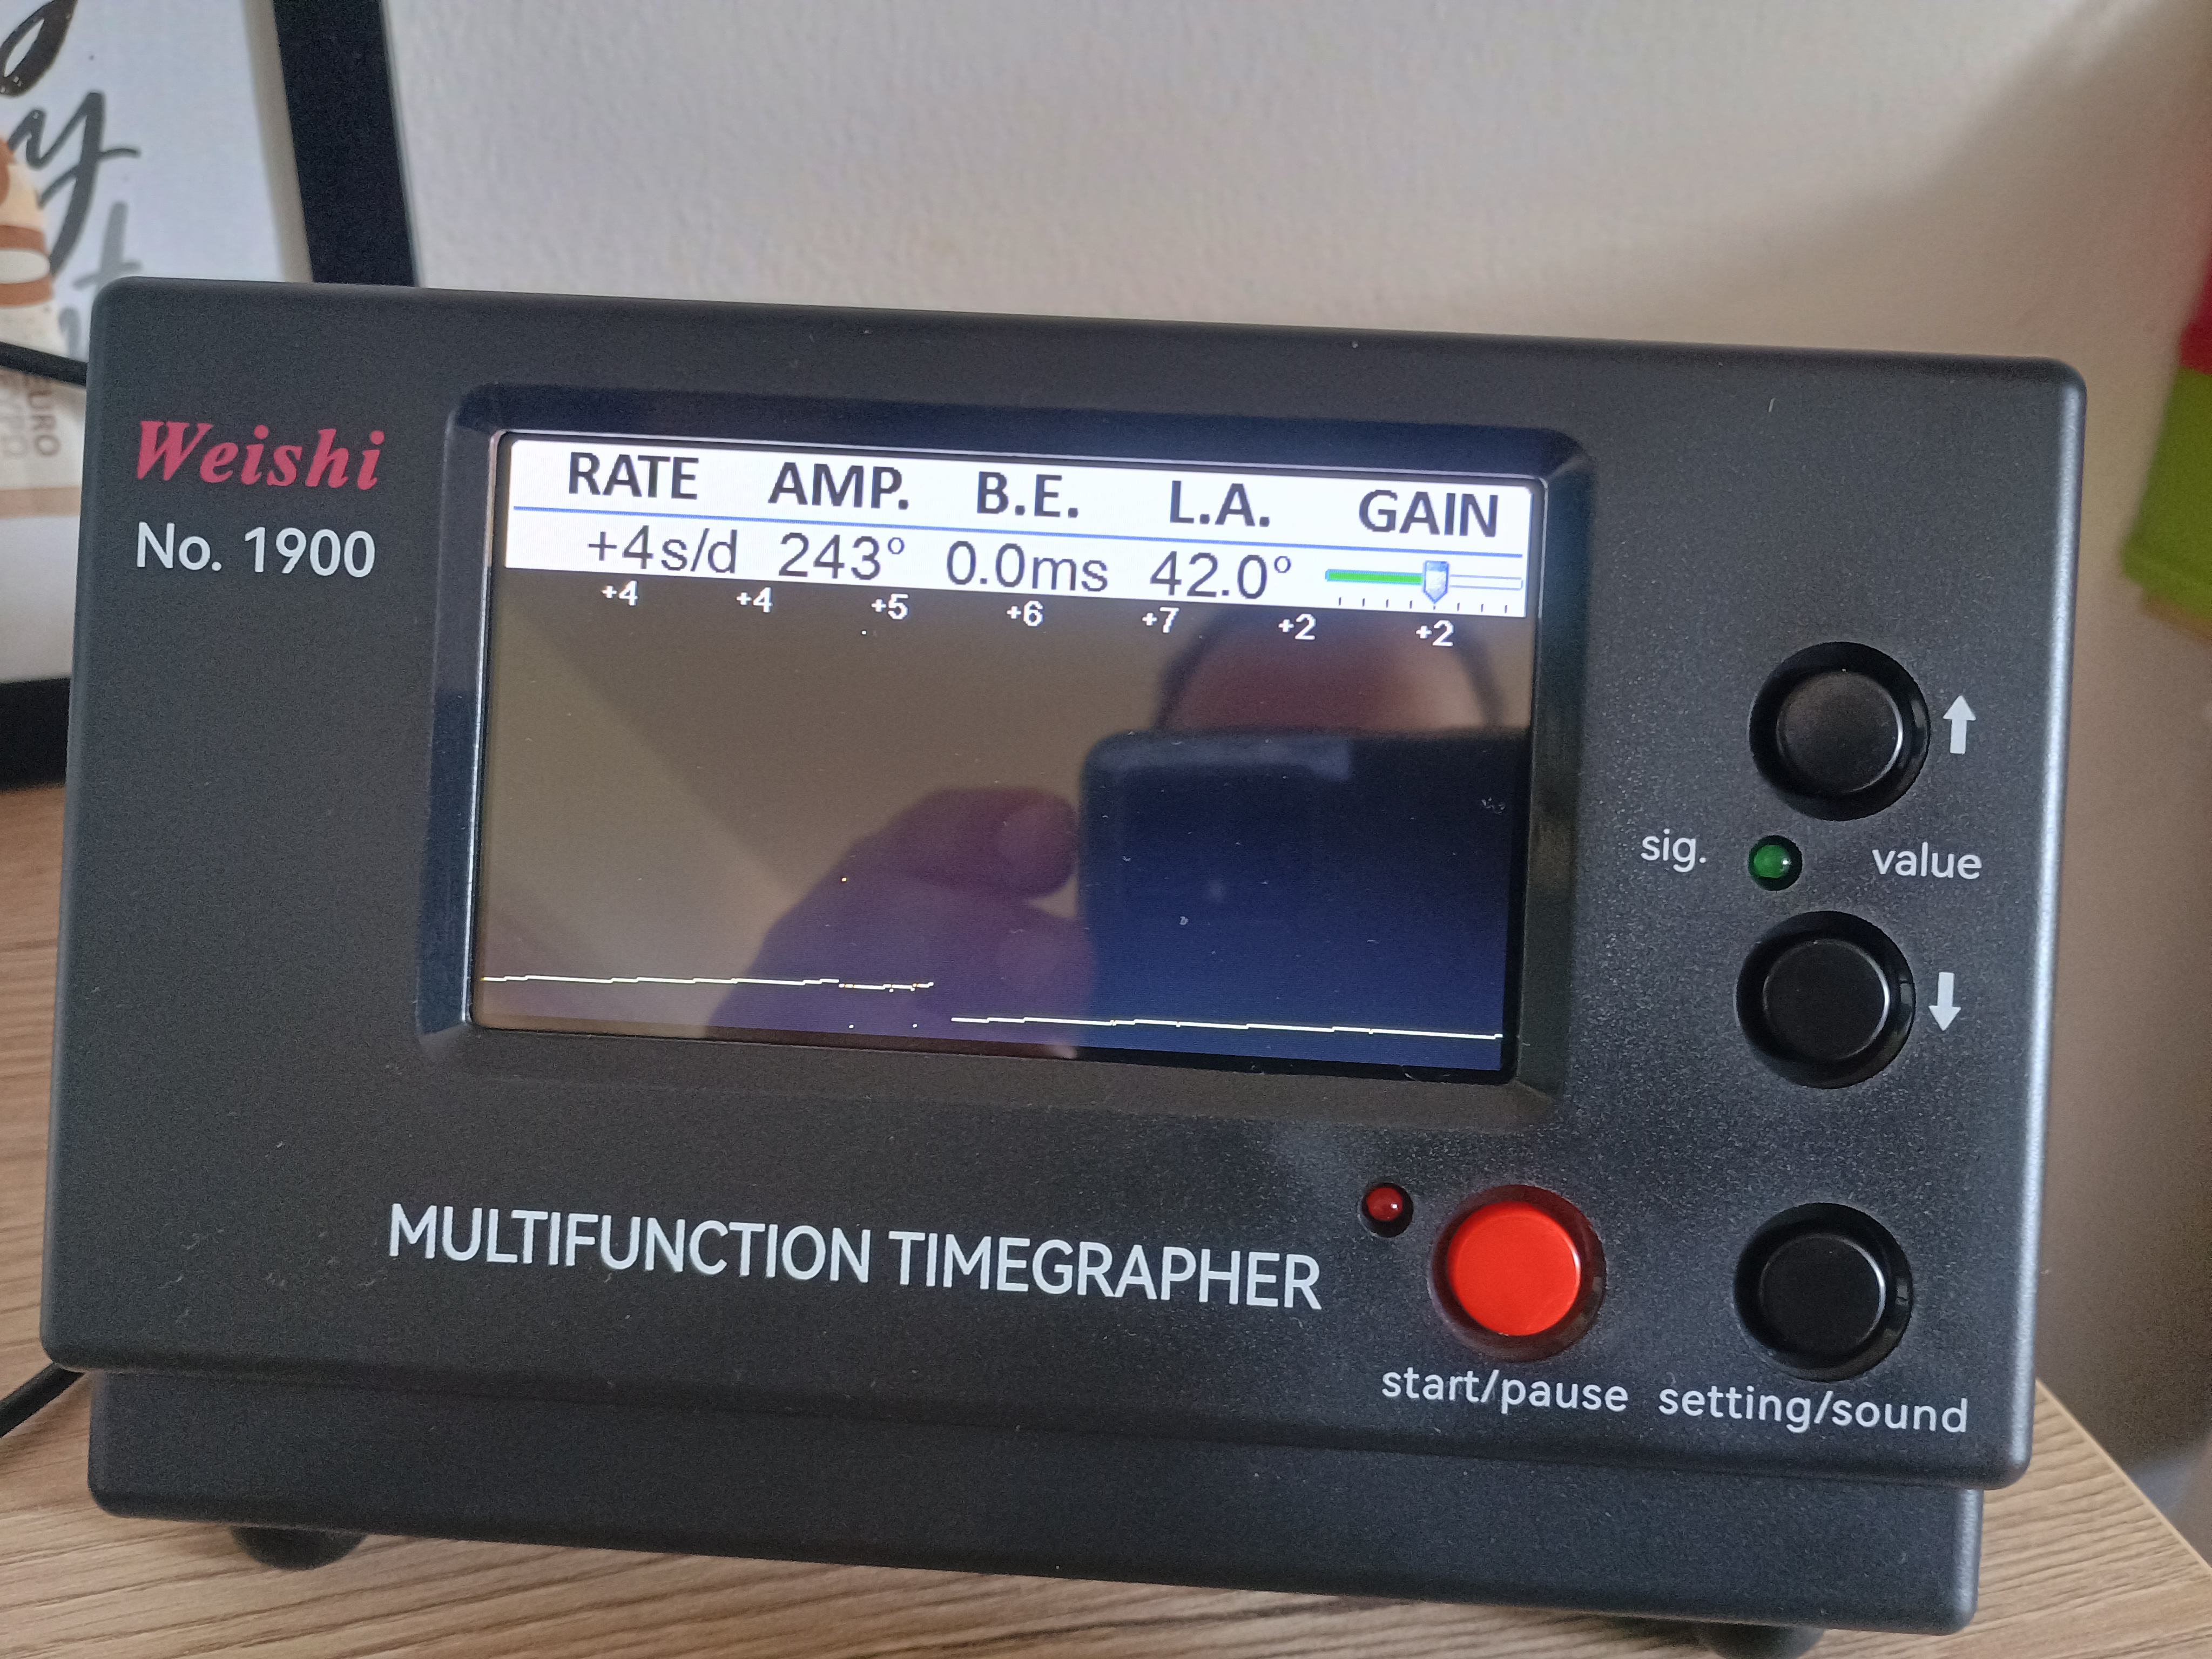 Weishi
No. 1900
RATE AMP. B.E. L.A. GAIN
+4s/d 243° 0.0ms 42.0°
+4 +4 +5 +6 +7 +2 +2
sig. value
MULTIFUNCTION TIMEGRAPHER
start/pause setting/sound